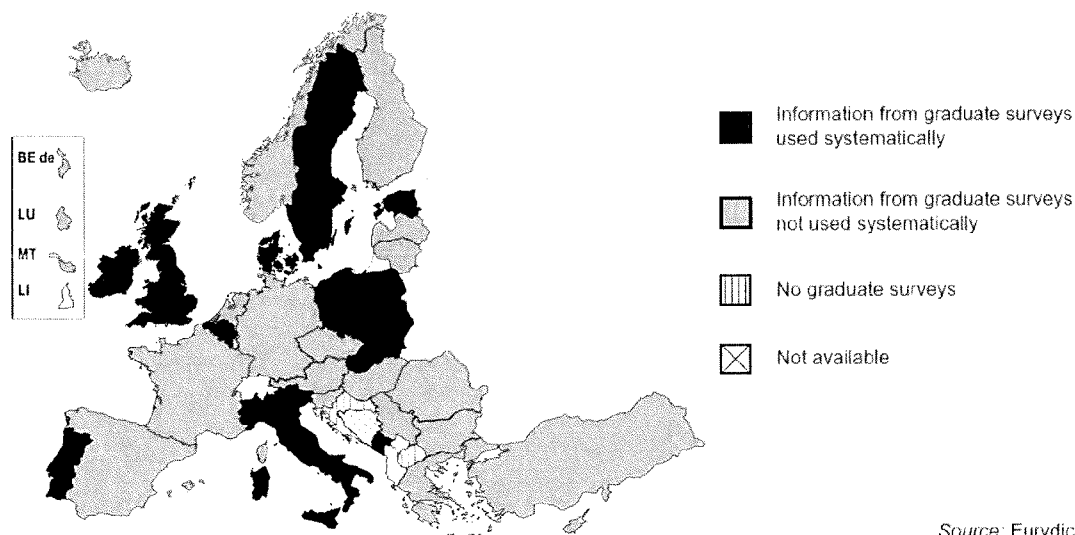 BE de
LU
MT
LI
Information from graduate surveys
used systematically
Information from graduate surveys
not used systematically
No graduate surveys
Not available
Source: Eurydic